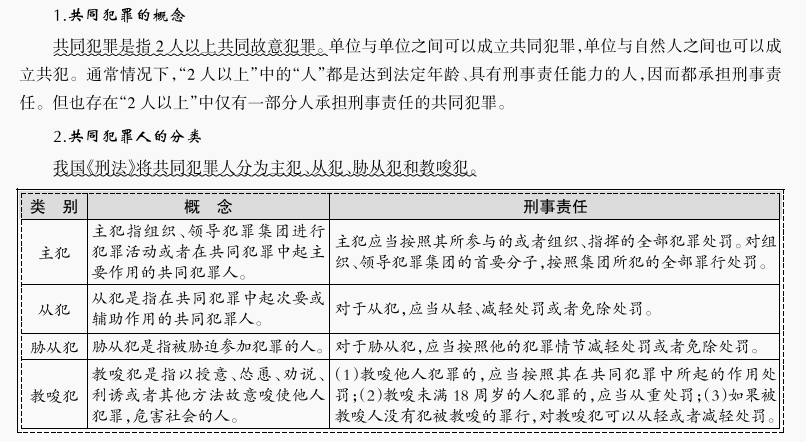 1.共同犯罪的概念
共同犯罪是指2人以上共同故意犯罪。单位与单位之间可以成立共同犯罪,单位与自然人之间也可以成
立共犯。通常情况下,“2人以上”中的“人”都是达到法定年龄、具有刑事责任能力的人,因而都承担刑事责
任。但也存在“2人以上”中仅有一部分人承担刑事责任的共同犯罪。
2.共同犯罪人的分类
我国《刑法》将共同犯罪人分为主犯、从犯、胁从犯和教唆犯。
类 别 概 念 刑事责任
主犯
主犯指组织、领导犯罪集团进行
犯罪活动或者在共同犯罪中起主
要作用的共同犯罪人。
主犯应当按照其所参与的或者组织、指挥的全部犯罪处罚。对组
织、领导犯罪集团的首要分子,按照集团所犯的全部罪行处罚。
从犯
从犯是指在共同犯罪中起次要或
辅助作用的共同犯罪人。
对于从犯,应当从轻、减轻处罚或者免除处罚。
胁从犯
胁从犯是指被胁迫参加犯罪的人。
对于胁从犯,应当按照他的犯罪情节减轻处罚或者免除处罚。
教唆犯
教唆犯是指以授意、怂恿、劝说、
利诱或者其他方法故意唆使他人
犯罪,危害社会的人。
(1)教唆他人犯罪的,应当按照其在共同犯罪中所起的作用处
罚;(2)教唆未满 18 周岁的人犯罪的,应当从重处罚;(3)如果被
教唆人没有犯被教唆的罪行,对教唆犯可以从轻或者减轻处罚。